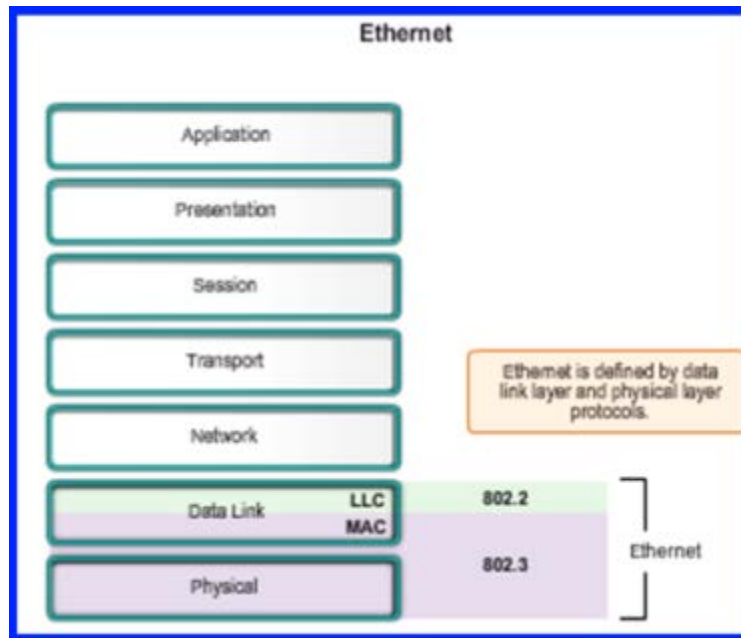 Ethernet
Application
Presentation
Session
Transport
Ethernet is defined by data
link layer and physical layer
protocols.
Network
Data Link
LLC
MAC
802.2
802.3
Ethernet
Physical